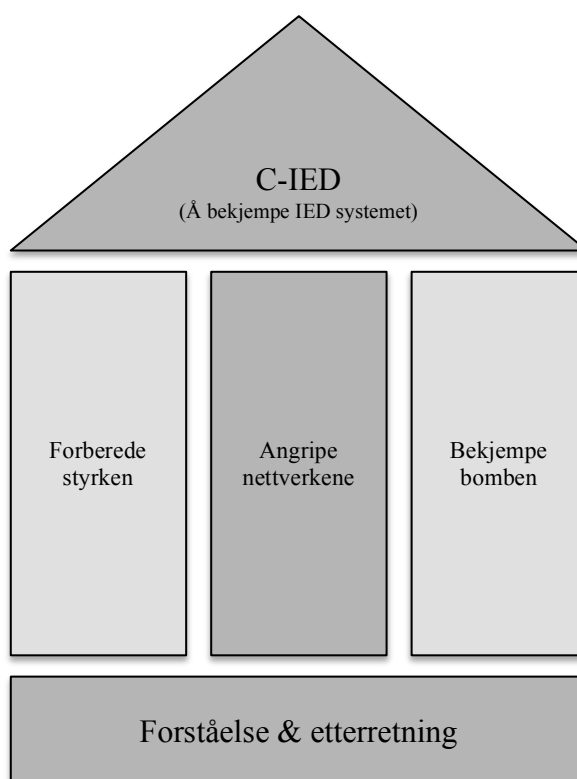 C-IED
(Å bekjempe IED systemet)
Forberede
styrken
Angripe
nettverkene
Bekjempe
bomben
Forståelse & etterretning